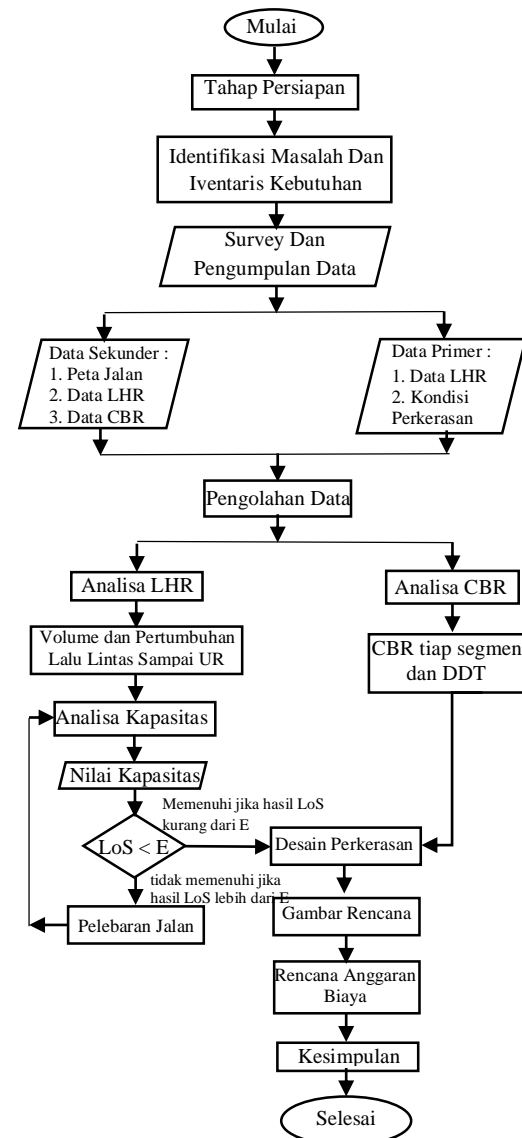 Mulai
Tahap Persiapan
Identifikasi Masalah Dan
Iventaris Kebutuhan
Survey Dan
Pengumpulan Data
Data Sekunder :
1. Peta Jalan
2. Data LHR
3. Data CBR
Data Primer :
1. Data LHR
2. Kondisi
Perkerasan
Pengolahan Data
Analisa LHR
Analisa CBR
Volume dan Pertumbuhan
Lalu Lintas Sampai UR
CBR tiap segmen
dan DDT
Analisa Kapasitas
Nilai Kapasitas
Memenuhi jika hasil LoS
kurang dari E
LoS < E
Desain Perkerasan
tidak memenuhi jika
hasil LoS lebih dari E
Pelebaran Jalan
Gambar Rencana
Rencana Anggaran
Biaya
Kesimpulan
Selesai